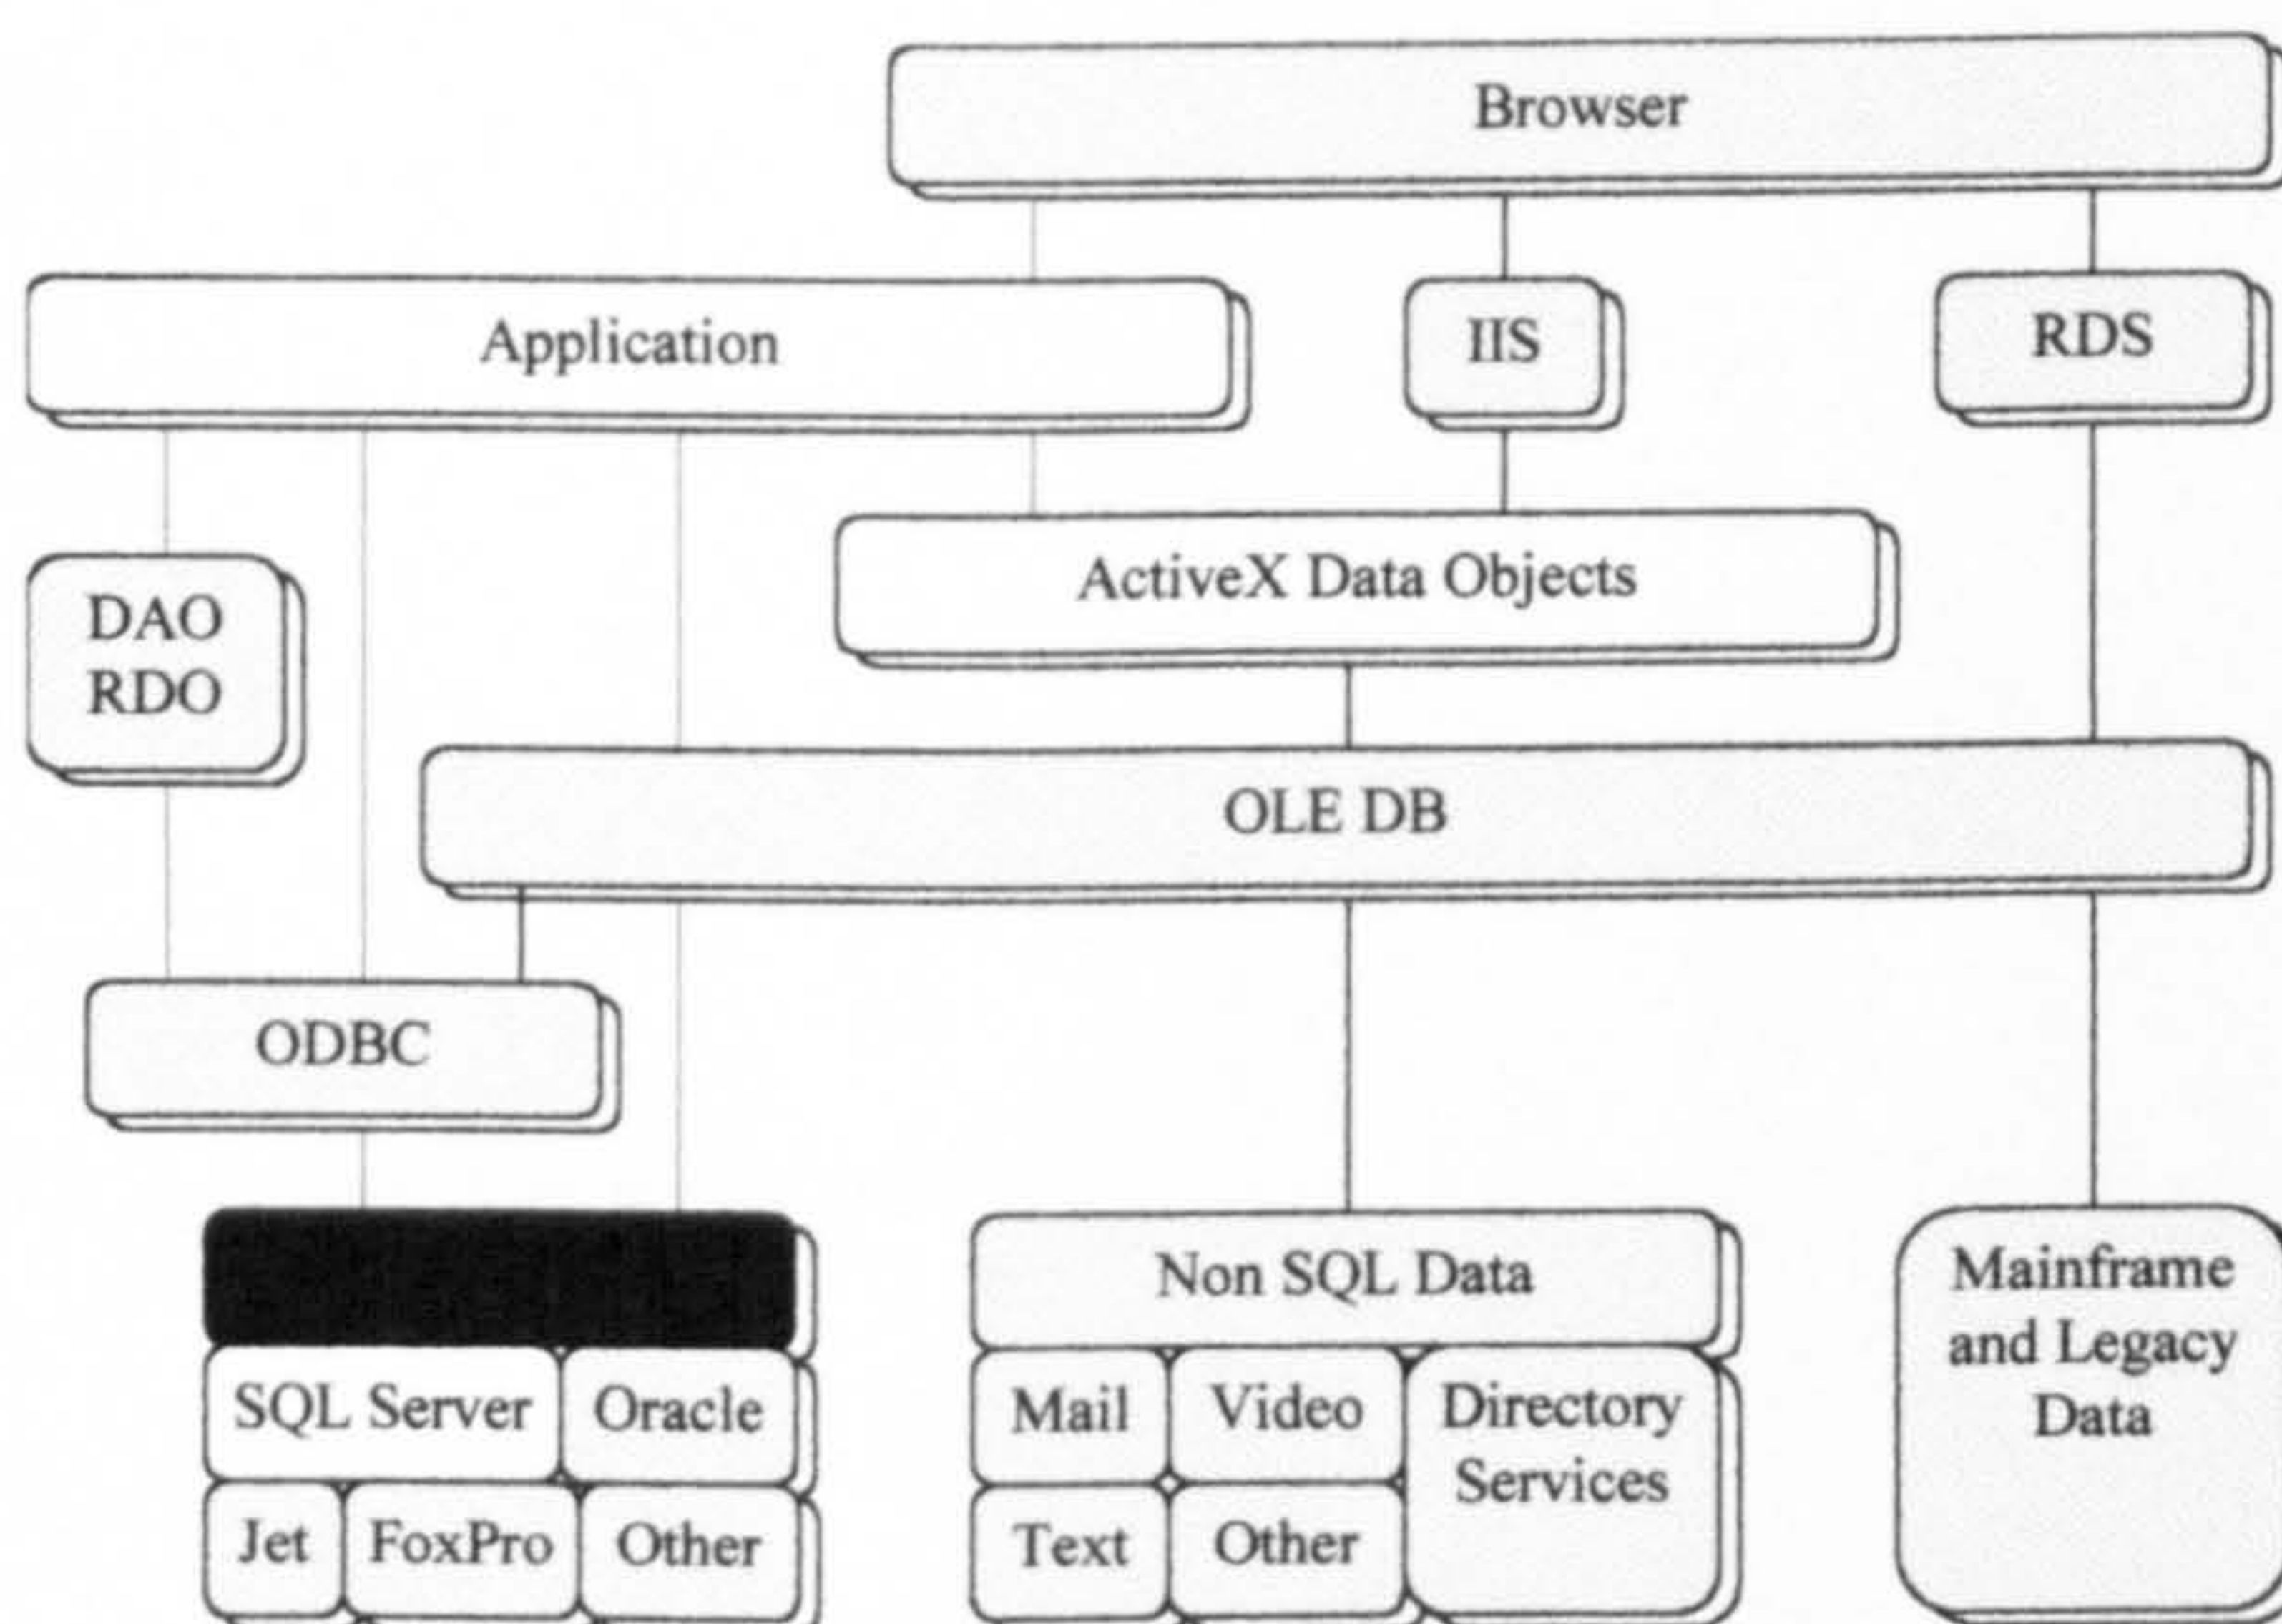 Browser
Application
IIS
RDS
ActiveX Data Objects
DAO
RDO
OLE DB
ODBC
Non SQL Data
Mainframe
and Legacy
Data
SQL Server
Oracle
Mail
Video
Directory
Services
Jet
FoxPro
Other
Text
Other